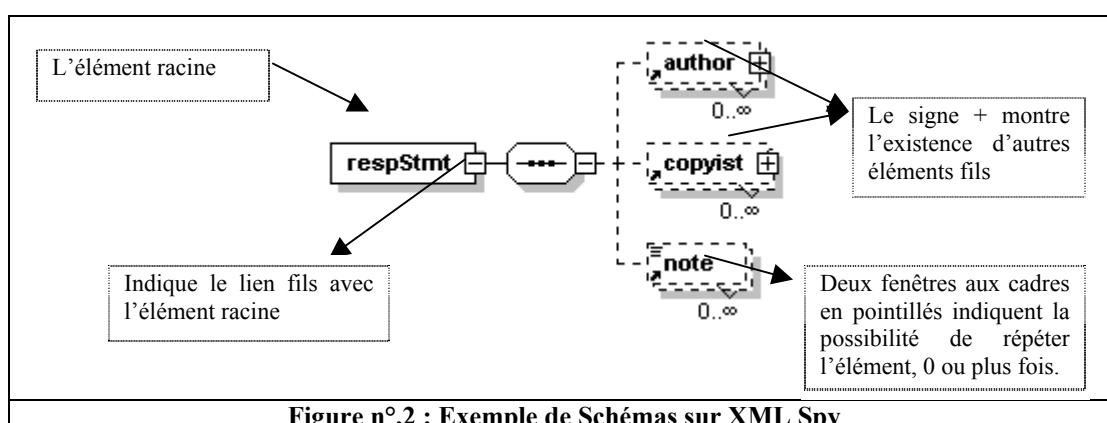 L'élément racine
author
0..∞
Le signe + montre
l'existence d'autres
éléments fils
respStmt
copyist
0..∞
Indique le lien fils avec
l'élément racine
note
0..∞
Deux fenêtres aux cadres
en pointillés indiquent la
possibilité de répéter
l'élément, 0 ou plus fois.
Figure n°.2 : Exemple de Schémas sur XML Spy